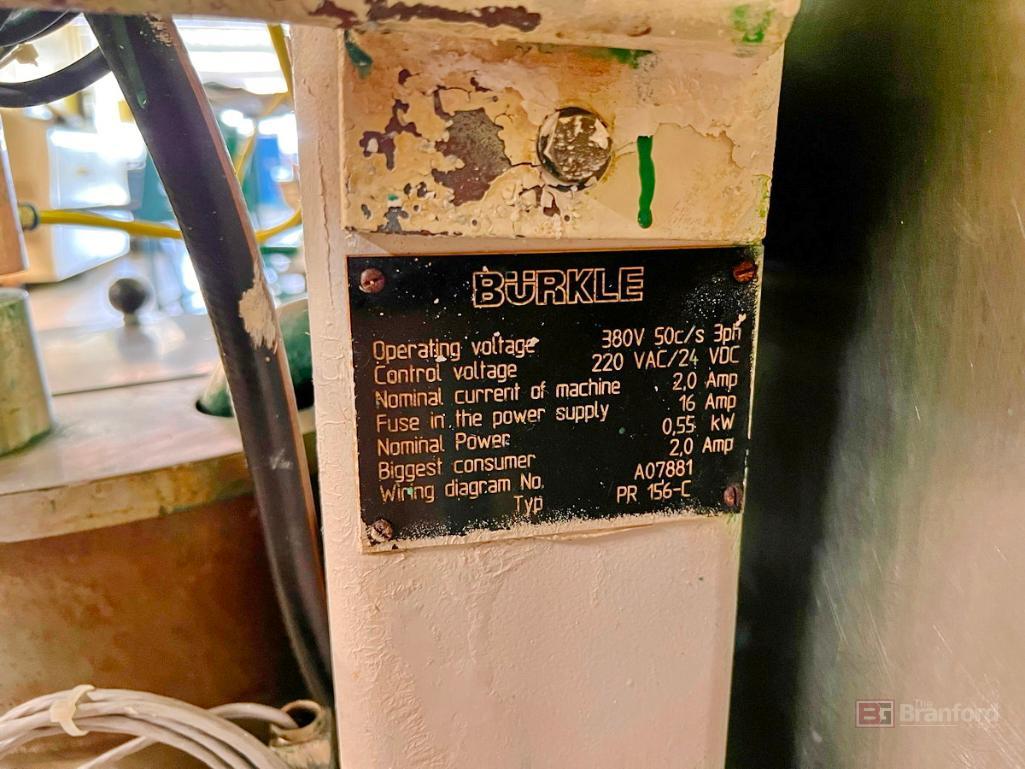 BÜRKLE
Operating voltage 380V 50c/s 3ph
Control voltage 220 VAC/24 VDC
Nominal current of machine 2,0 Amp
Fuse in the power supply 16 Amp
Nominal Power 0,55 kW
Biggest consumer 2,0 Amp
Wiring diagram No. A07881
Typ PR 156-C
BG The Branford